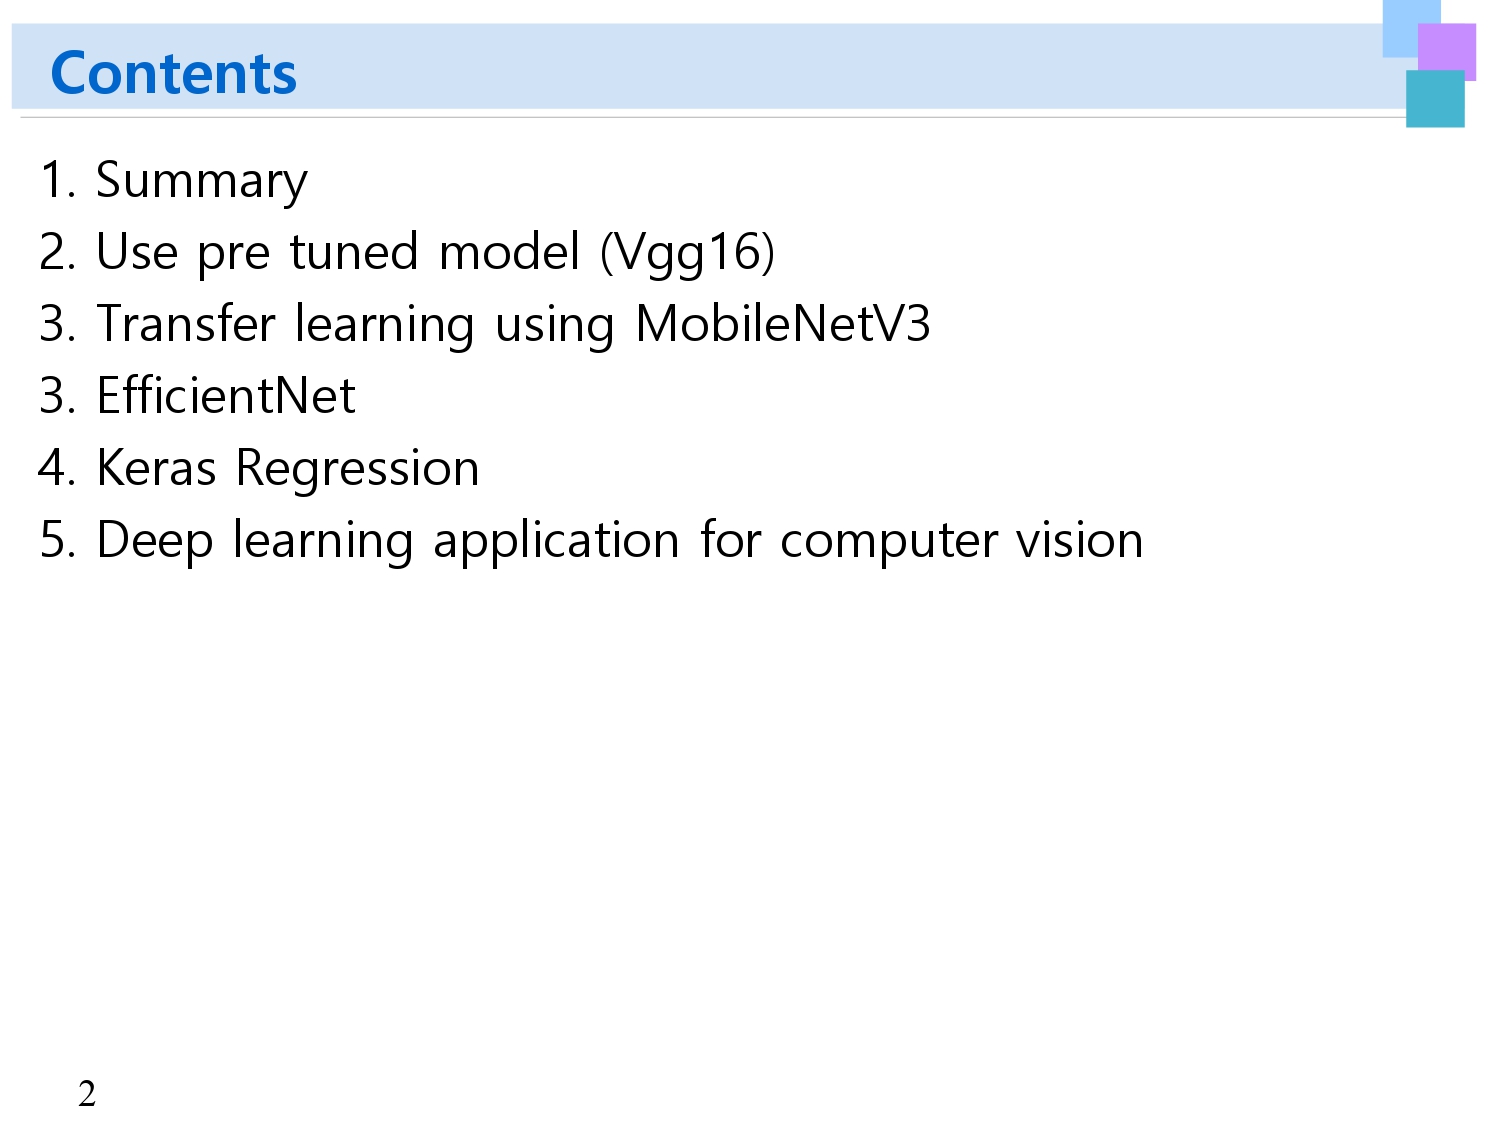 Contents
1. Summary
2. Use pre tuned model (Vgg16)
3. Transfer learning using MobileNetV3
3. EfficientNet
4. Keras Regression
5. Deep learning application for computer vision
2